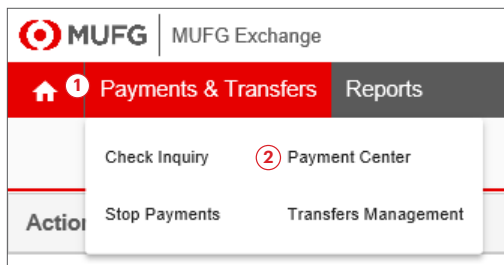 MUFG MUFG Exchange
1 Payments & Transfers Reports
Check Inquiry 2 Payment Center
Stop Payments Transfers Management
Action